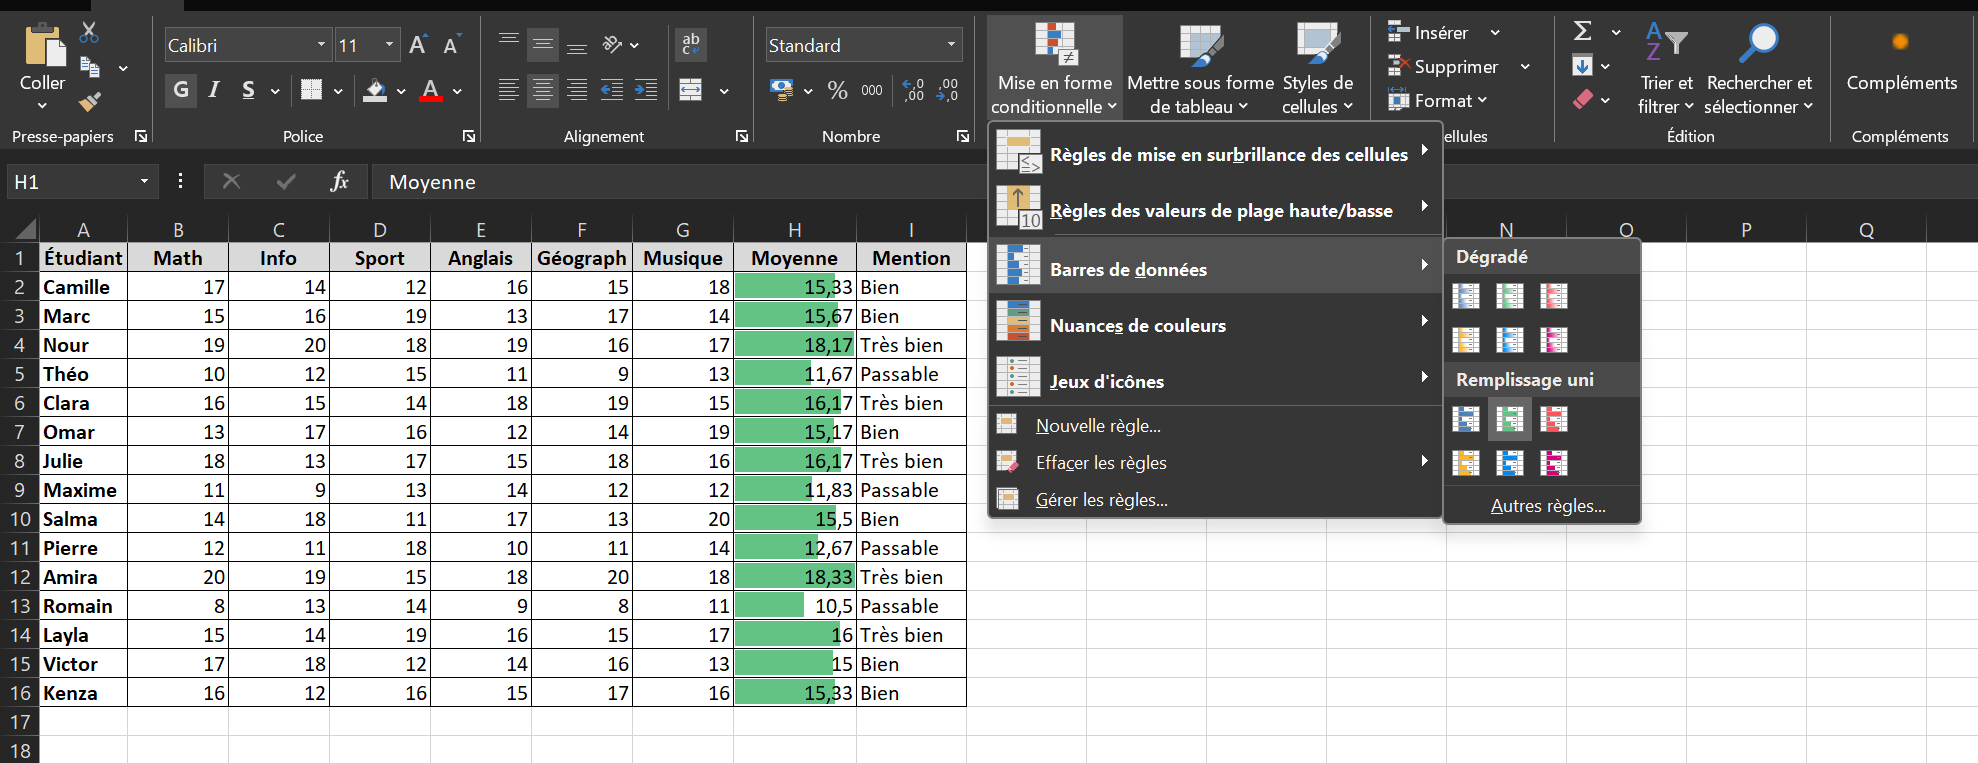 Coller
Presse-papiers
Calibri 11 A A
G I S A
Police
ab
c
Alignement
Standard
% 000 ,00 ,00
,00 ,0
Nombre
Mise en forme
conditionnelle
Mettre sous forme
de tableau
Styles de
cellules
Insérer
Supprimer
Format
ellules
Σ
A
Z
Trier et
filtrer
Rechercher et
sélectionner
Édition
Compléments
Compléments
H1 fx Moyenne
Règles de mise en surbrillance des cellules
10
Règles des valeurs de plage haute/basse
Barres de données
Nuances de couleurs
Jeux d'icônes
Nouvelle règle...
Effacer les règles
Gérer les règles...
Dégradé
Remplissage uni
Autres règles...
A B C D E F G H I N O P Q
1 Étudiant Math Info Sport Anglais Géograph Musique Moyenne Mention
2 Camille 17 14 12 16 15 18 15,33 Bien
3 Marc 15 16 19 13 17 14 15,67 Bien
4 Nour 19 20 18 19 16 17 18,17 Très bien
5 Théo 10 12 15 11 9 13 11,67 Passable
6 Clara 16 15 14 18 19 15 16,17 Très bien
7 Omar 13 17 16 12 14 19 15,17 Bien
8 Julie 18 13 17 15 18 16 16,17 Très bien
9 Maxime 11 9 13 14 12 12 11,83 Passable
10 Salma 14 18 11 17 13 20 15,5 Bien
11 Pierre 12 11 18 10 11 14 12,67 Passable
12 Amira 20 19 15 18 20 18 18,33 Très bien
13 Romain 8 13 14 9 8 11 10,5 Passable
14 Layla 15 14 19 16 15 17 16 Très bien
15 Victor 17 18 12 14 16 13 15 Bien
16 Kenza 16 12 16 15 17 16 15,33 Bien
17
18